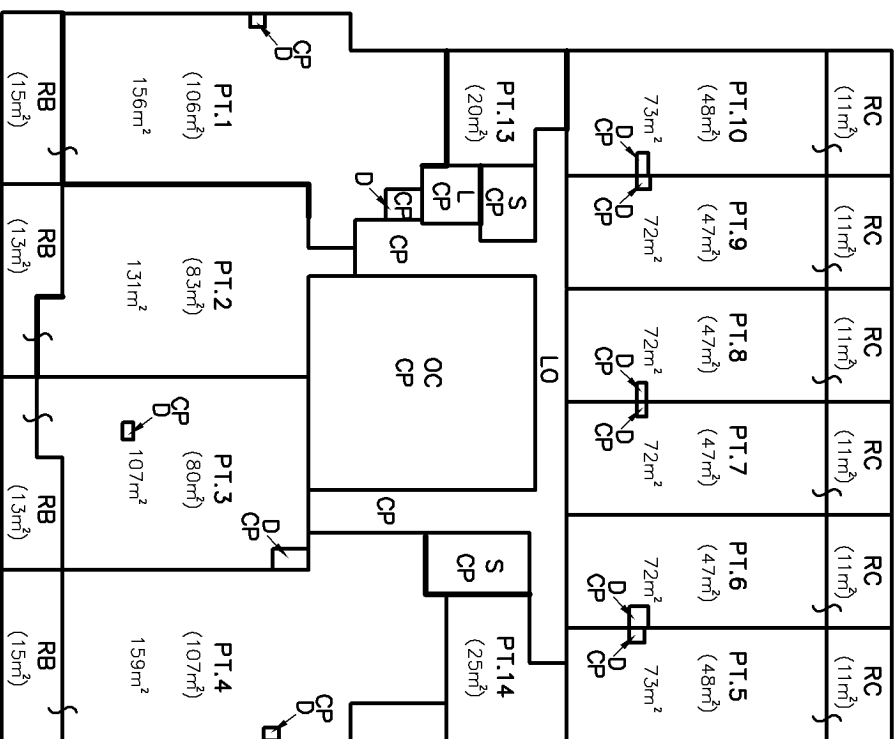 RC
(11m²)
RC
(11m²)
RC
(11m²)
RC
(11m²)
RC
(11m²)
RC
(11m²)
PT.10
(48m²)
73m²
D
CP
PT.9
(47m²)
72m²
D
CP
PT.8
(47m²)
72m²
D
CP
PT.7
(47m²)
72m²
D
CP
PT.6
(47m²)
72m²
D
CP
PT.5
(48m²)
73m²
D
CP
LO
PT.13
(20m²)
S
CP
L
CP
CP
D
CP
OC
CP
CP
S
CP
PT.14
(25m²)
CP
D
PT.1
(106m²)
156m²
PT.2
(83m²)
131m²
CP
D
PT.3
(80m²)
107m²
D
CP
PT.4
(107m²)
159m²
CP
D
RB
(15m²)
RB
(13m²)
RB
(13m²)
RB
(15m²)